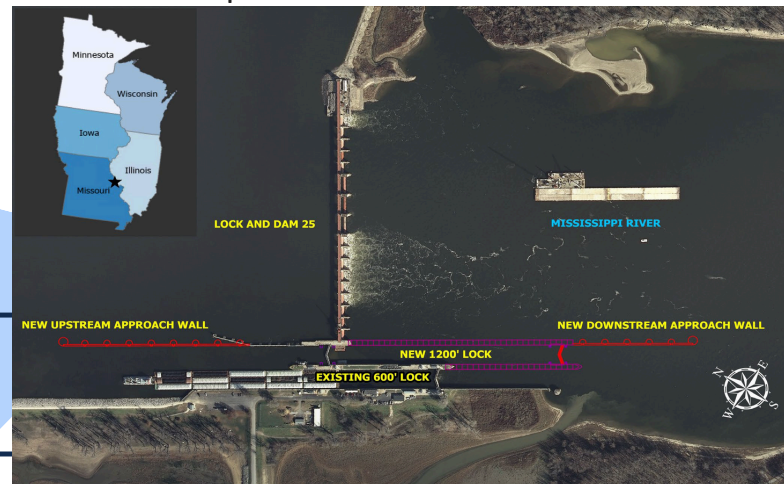 Minnesota
Wisconsin
Iowa
Illinois
Missouri
LOCK AND DAM 25
MISSISSIPPI RIVER
NEW UPSTREAM APPROACH WALL
NEW DOWNSTREAM APPROACH WALL
NEW 1200' LOCK
EXISTING 600' LOCK
N
E
W
S